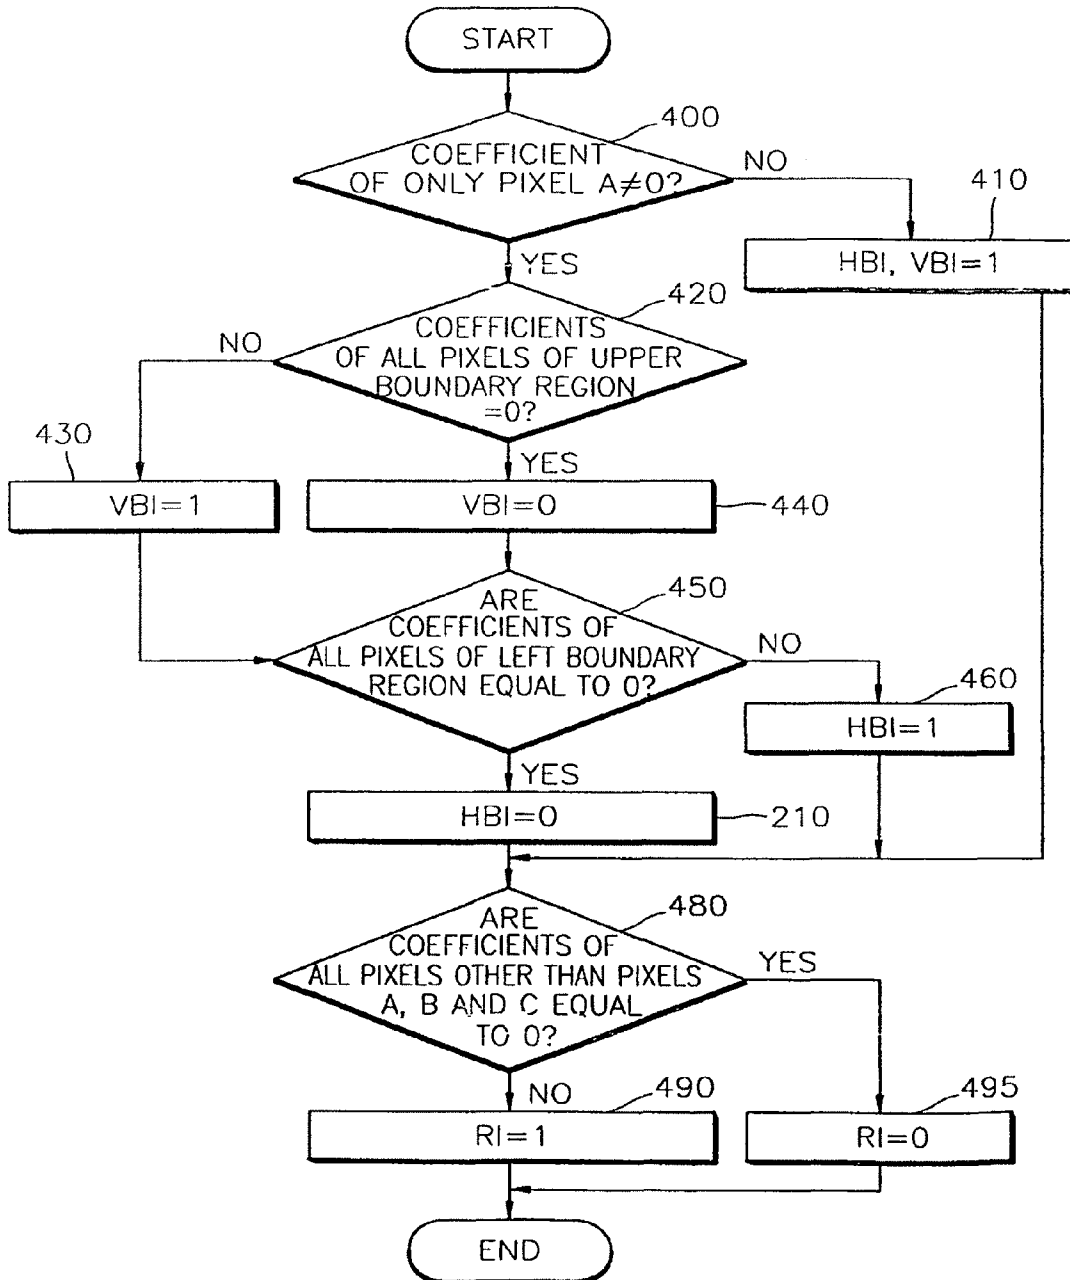 START
400
COEFFICIENT
OF ONLY PIXEL A≠0?
NO
410
HBI, VBI=1
YES
420
COEFFICIENTS
OF ALL PIXELS OF UPPER
BOUNDARY REGION
=0?
NO
430
VBI=1
YES
VBI=0
440
450
ARE
COEFFICIENTS OF
ALL PIXELS OF LEFT BOUNDARY
REGION EQUAL TO 0?
NO
460
HBI=1
YES
HBI=0
210
480
ARE
COEFFICIENTS OF
ALL PIXELS OTHER THAN PIXELS
A, B AND C EQUAL
TO 0?
YES
NO
490
RI=1
495
RI=0
END